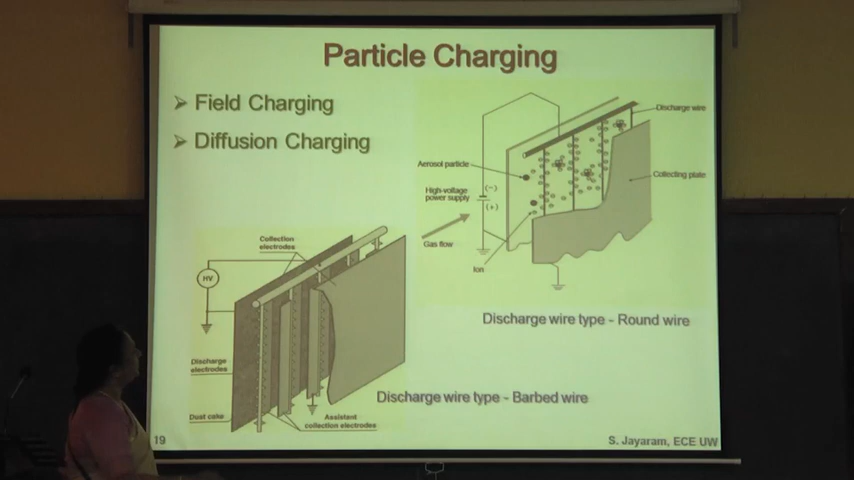 Particle Charging
Field Charging
Diffusion Charging
Discharge wire
Aerosol particle
Collecting plate
High-voltage
power supply
(-)
(+)
Gas flow
Ion
Discharge wire type - Round wire
Collection
electrodes
HV
Discharge
electrodes
Dust cake
Assistant
collection electrodes
Discharge wire type - Barbed wire
19
S. Jayaram, ECE UW